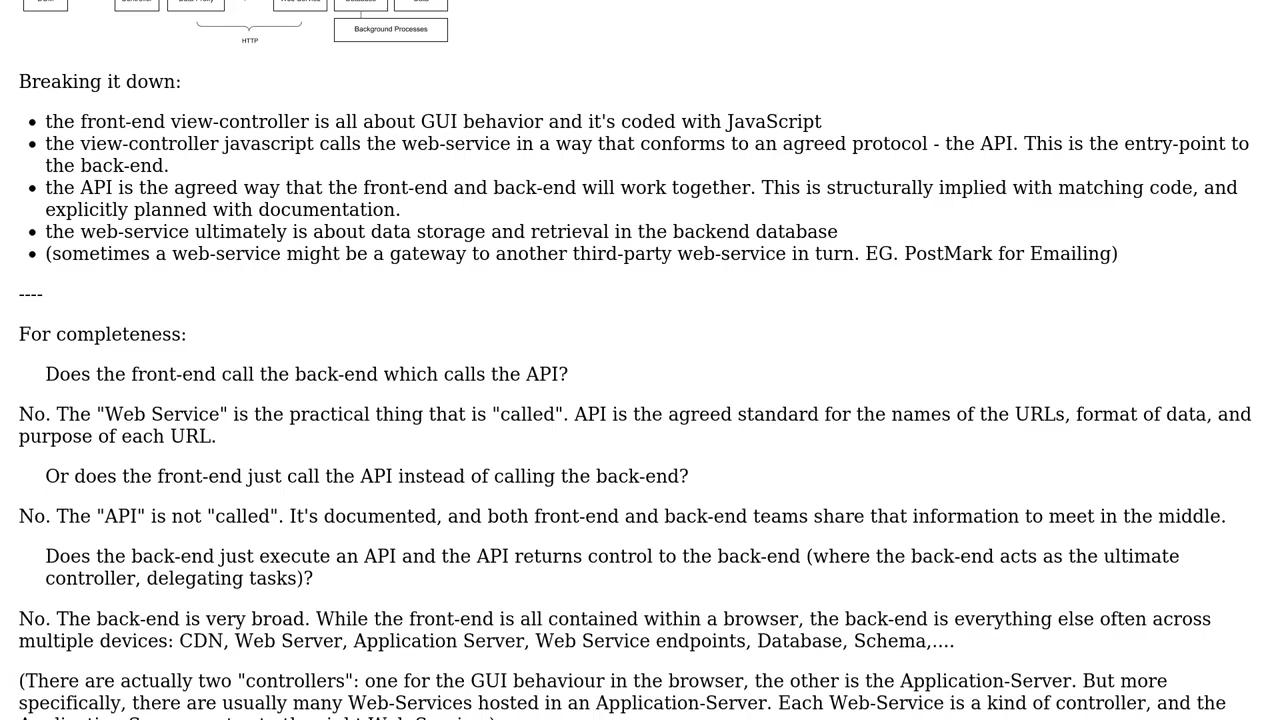 HTTP
Background Processes
Breaking it down:
the front-end view-controller is all about GUI behavior and it's coded with JavaScript
the view-controller javascript calls the web-service in a way that conforms to an agreed protocol - the API. This is the entry-point to
the back-end.
the API is the agreed way that the front-end and back-end will work together. This is structurally implied with matching code, and
explicitly planned with documentation.
the web-service ultimately is about data storage and retrieval in the backend database
(sometimes a web-service might be a gateway to another third-party web-service in turn. EG. PostMark for Emailing)
----
For completeness:
Does the front-end call the back-end which calls the API?
No. The "Web Service" is the practical thing that is "called". API is the agreed standard for the names of the URLs, format of data, and
purpose of each URL.
Or does the front-end just call the API instead of calling the back-end?
No. The "API" is not "called". It's documented, and both front-end and back-end teams share that information to meet in the middle.
Does the back-end just execute an API and the API returns control to the back-end (where the back-end acts as the ultimate
controller, delegating tasks)?
No. The back-end is very broad. While the front-end is all contained within a browser, the back-end is everything else often across
multiple devices: CDN, Web Server, Application Server, Web Service endpoints, Database, Schema,....
(There are actually two "controllers": one for the GUI behaviour in the browser, the other is the Application-Server. But more
specifically, there are usually many Web-Services hosted in an Application-Server. Each Web-Service is a kind of controller, and the